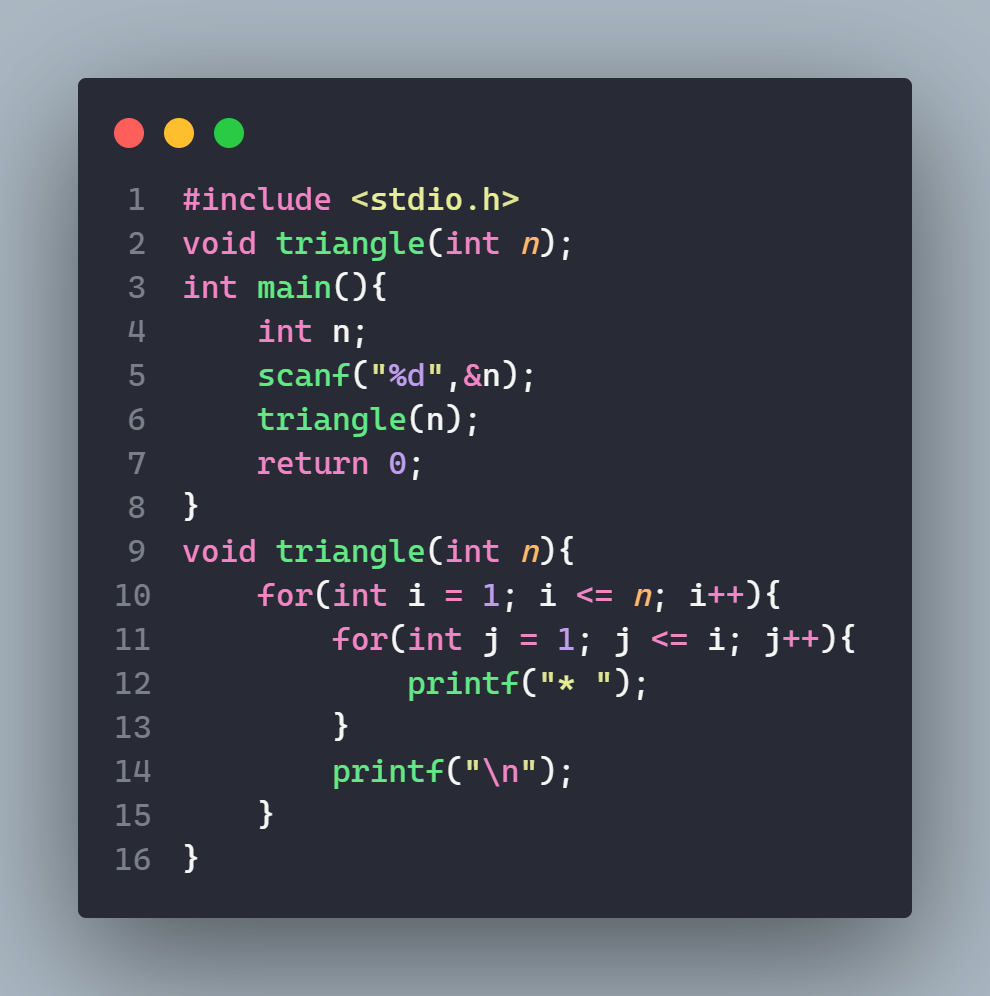 1 #include <stdio.h>
2 void triangle(int n);
3 int main(){
4     int n;
5     scanf("%d",&n);
6     triangle(n);
7     return 0;
8 }
9 void triangle(int n){
10     for(int i = 1; i <= n; i++){
11         for(int j = 1; j <= i; j++){
12             printf("* ");
13         }
14         printf("\n");
15     }
16 }